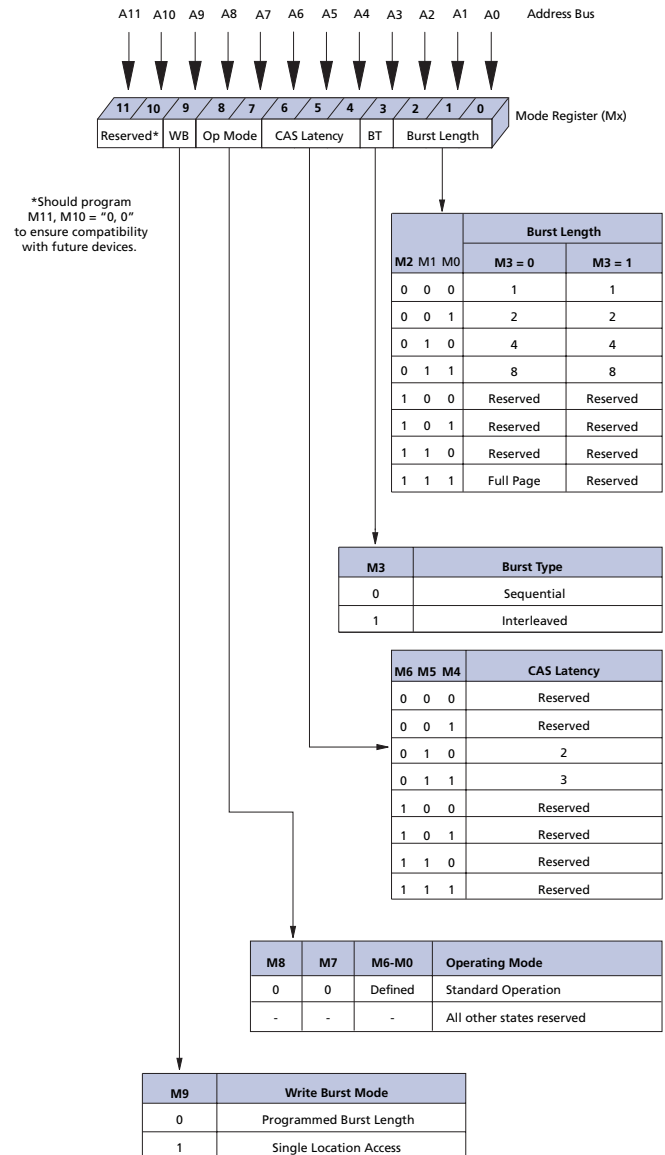 A11 A10 A9 A8 A7 A6 A5 A4 A3 A2 A1 A0 Address Bus
11 10 9 8 7 6 5 4 3 2 1 0
Mode Register (Mx)
Reserved* WB Op Mode CAS Latency BT Burst Length
*Should program
M11, M10 = “0, 0”
to ensure compatibility
with future devices.
Burst Length
M2 M1 M0 M3 = 0 M3 = 1
0 0 0 1 1
0 0 1 2 2
0 1 0 4 4
0 1 1 8 8
1 0 0 Reserved Reserved
1 0 1 Reserved Reserved
1 1 0 Reserved Reserved
1 1 1 Full Page Reserved
M3 Burst Type
0 Sequential
1 Interleaved
M6 M5 M4 CAS Latency
0 0 0 Reserved
0 0 1 Reserved
0 1 0 2
0 1 1 3
1 0 0 Reserved
1 0 1 Reserved
1 1 0 Reserved
1 1 1 Reserved
M8 M7 M6-M0 Operating Mode
0 0 Defined Standard Operation
- - - All other states reserved
M9 Write Burst Mode
0 Programmed Burst Length
1 Single Location Access